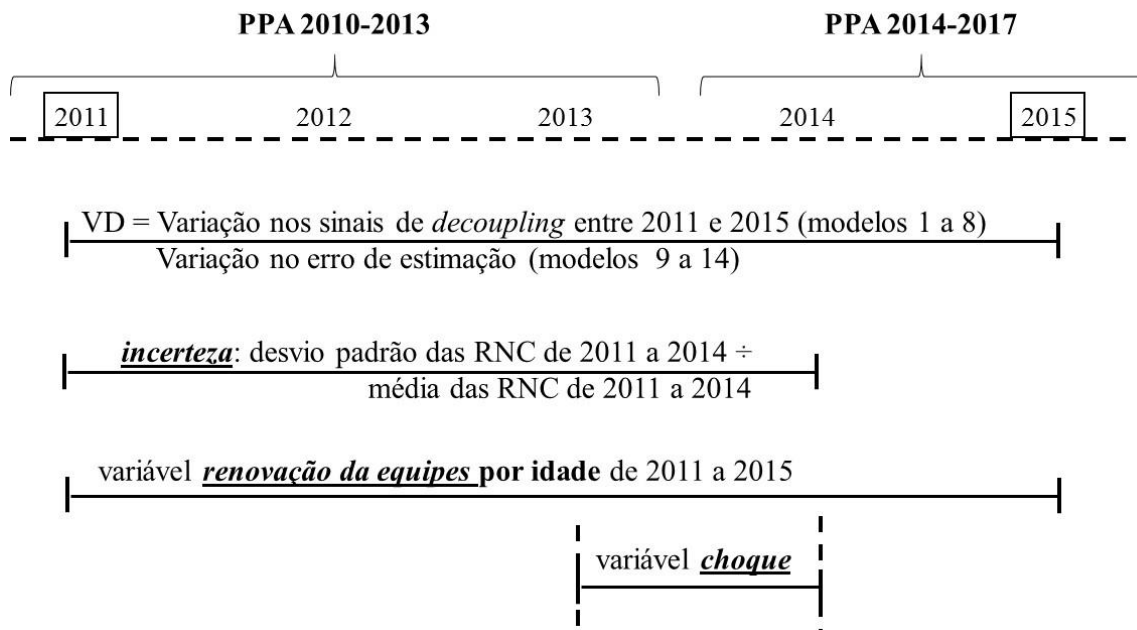 PPA 2010-2013 PPA 2014-2017
2011 2012 2013 2014 2015
VD = Variação nos sinais de decoupling entre 2011 e 2015 (modelos 1 a 8)
Variação no erro de estimação (modelos 9 a 14)
incerteza: desvio padrão das RNC de 2011 a 2014 ÷
média das RNC de 2011 a 2014
variável renovação da equipes por idade de 2011 a 2015
variável choque